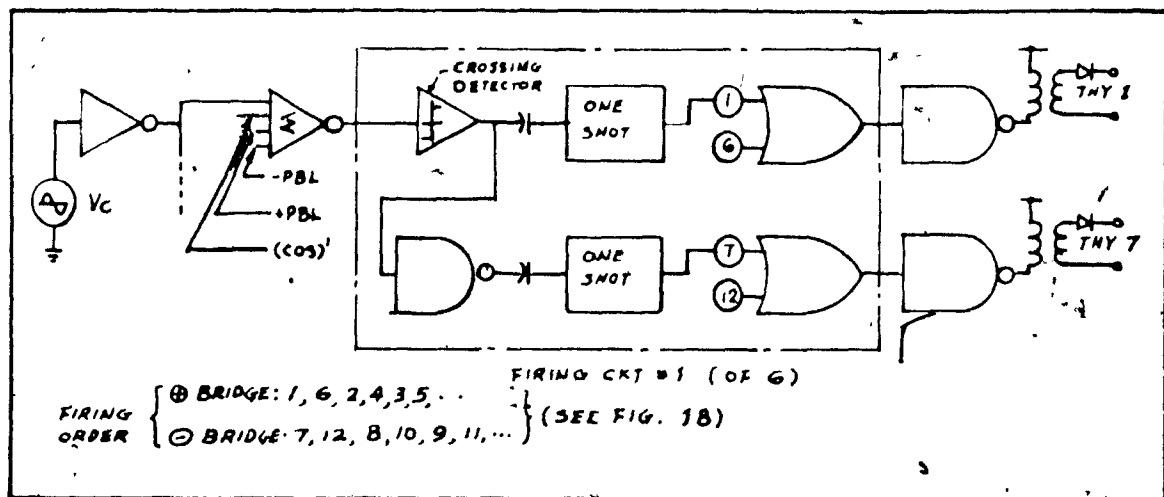 CROSSING
DETECTOR
ONE
SHOT
1
6
THY 1
Vc
-PBL
+PBL
(COS)'
Σ
ONE
SHOT
7
12
THY 7
FIRING CKT #1 (OF 6)
FIRING
ORDER
⊕ BRIDGE: 1, 6, 2, 4, 3, 5, ..
⊖ BRIDGE: 7, 12, 8, 10, 9, 11, ...
(SEE FIG. 1B)